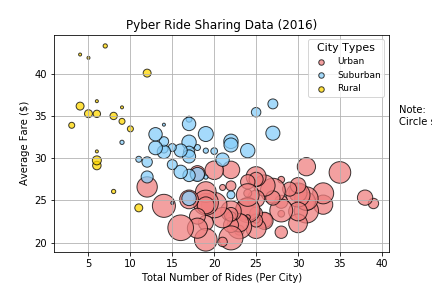 Pyber Ride Sharing Data (2016)
City Types
Urban
Suburban
Rural
Note:
Circle s
Average Fare ($)
40
35
30
25
20
5
10
15
20
25
30
35
40
Total Number of Rides (Per City)